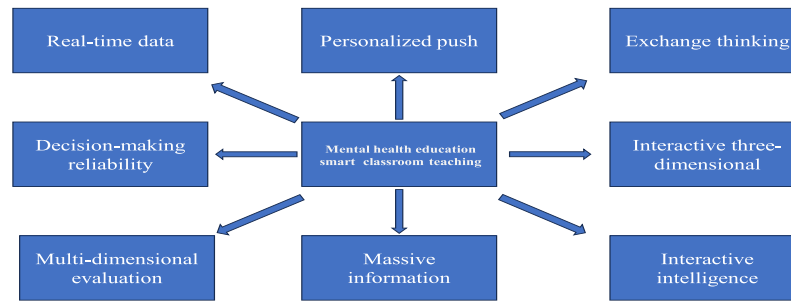 Real-time data
Personalized push
Exchange thinking
Decision-making
reliability
Mental health education
smart classroom teaching
Interactive three-
dimensional
Multi-dimensional
evaluation
Massive
information
Interactive
intelligence